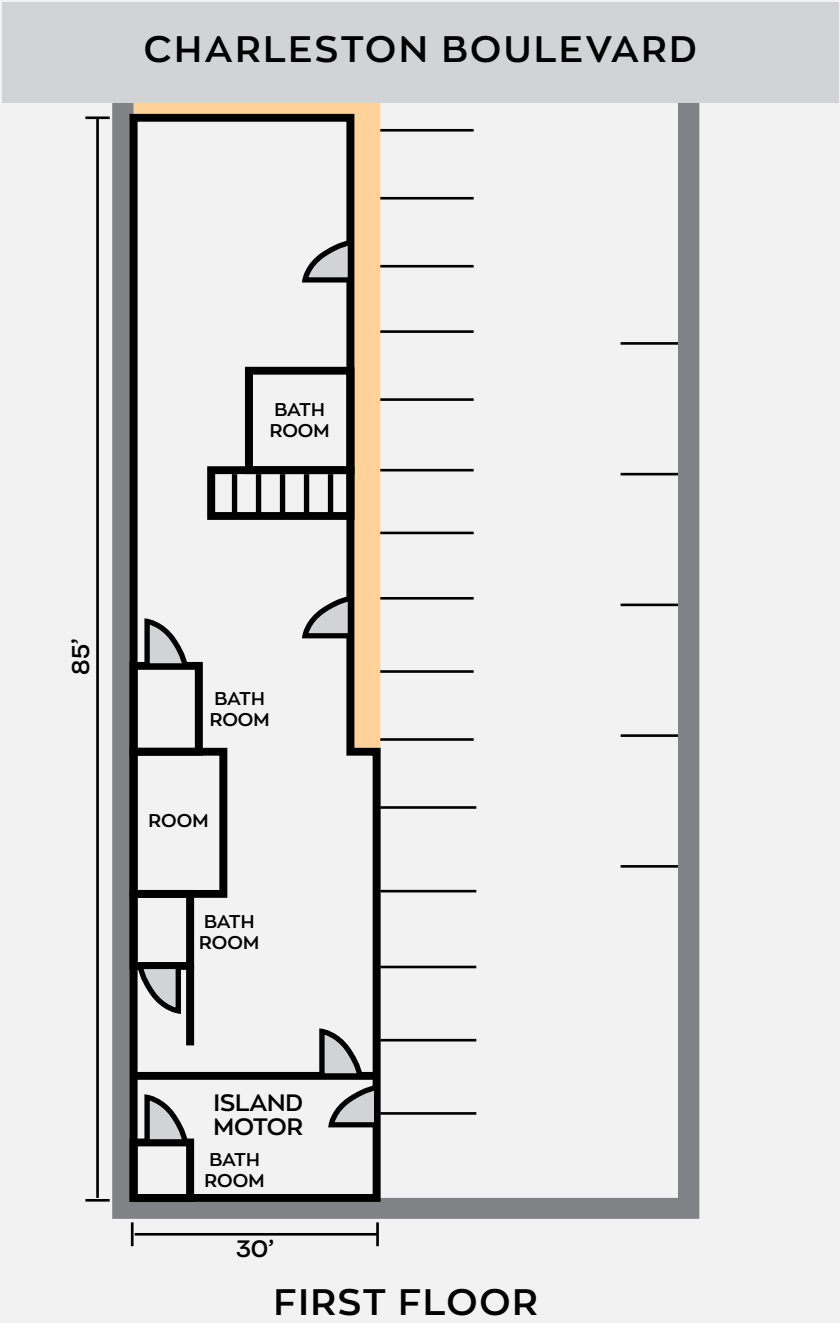 CHARLESTON BOULEVARD
BATH
ROOM
85’
BATH
ROOM
ROOM
BATH
ROOM
ISLAND
MOTOR
BATH
ROOM
30’
FIRST FLOOR